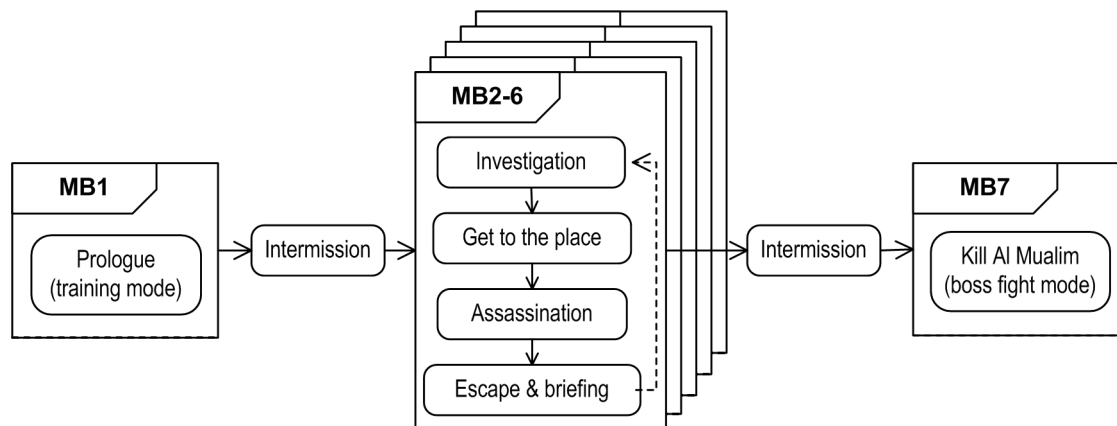 MB1
Prologue
(training mode)
Intermission
MB2-6
Investigation
Get to the place
Assassination
Escape & briefing
Intermission
MB7
Kill Al Mualim
(boss fight mode)